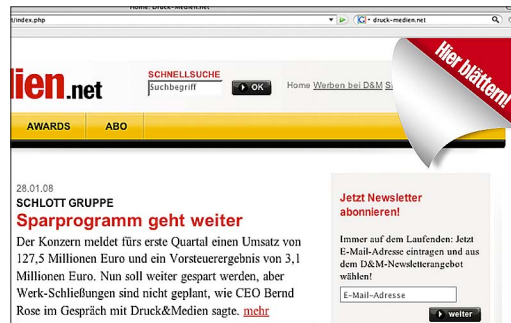 Home: Druck-Medien.net
t/index.php
druck-medien.net
ien.net
SCHNELLSUCHE
Suchbegriff
OK
Home Werben bei D&M
Hier blättern!
AWARDS ABO
28.01.08
SCHLOTT GRUPPE
Sparprogramm geht weiter
Der Konzern meldet fürs erste Quartal einen Umsatz von
127,5 Millionen Euro und ein Vorsteuerergebnis von 3,1
Millionen Euro. Nun soll weiter gespart werden, aber
Werk-Schließungen sind nicht geplant, wie CEO Bernd
Rose im Gespräch mit Druck&Medien sagte. mehr
Jetzt Newsletter
abonnieren!
Immer auf dem Laufenden: Jetzt
E-Mail-Adresse eintragen und aus
dem D&M-Newsletterangebot
wählen!
E-Mail-Adresse
weiter